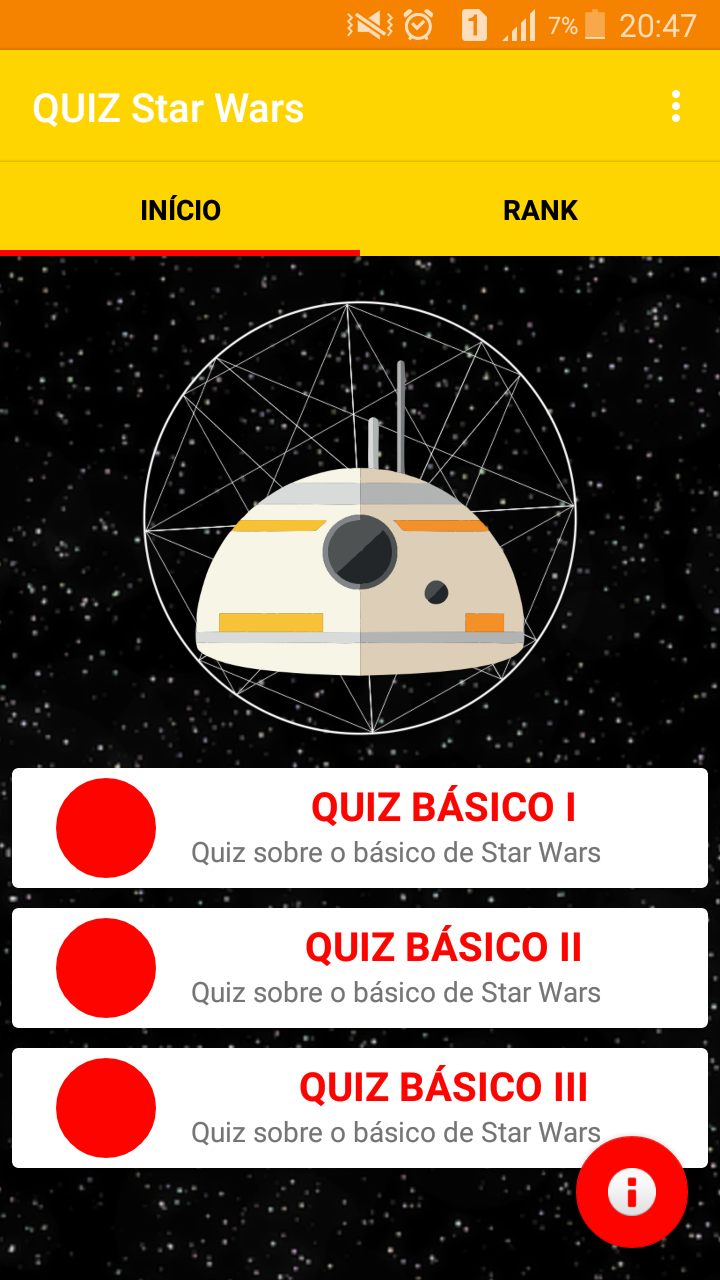 1 7% 20:47
QUIZ Star Wars
INÍCIO RANK
QUIZ BÁSICO I
Quiz sobre o básico de Star Wars
QUIZ BÁSICO II
Quiz sobre o básico de Star Wars
QUIZ BÁSICO III
Quiz sobre o básico de Star Wars